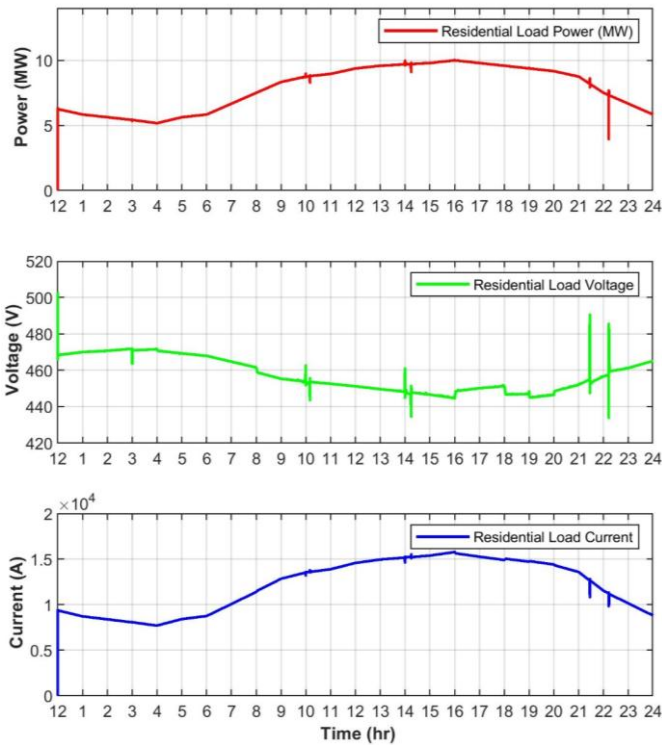 Residential Load Power (MW)
Power (MW)
10
5
0
12 1 2 3 4 5 6 7 8 9 10 11 12 13 14 15 16 17 18 19 20 21 22 23 24
Residential Load Voltage
Voltage (V)
520
500
480
460
440
420
12 1 2 3 4 5 6 7 8 9 10 11 12 13 14 15 16 17 18 19 20 21 22 23 24
×10⁴
Residential Load Current
Current (A)
2
1.5
1
0.5
0
12 1 2 3 4 5 6 7 8 9 10 11 12 13 14 15 16 17 18 19 20 21 22 23 24
Time (hr)